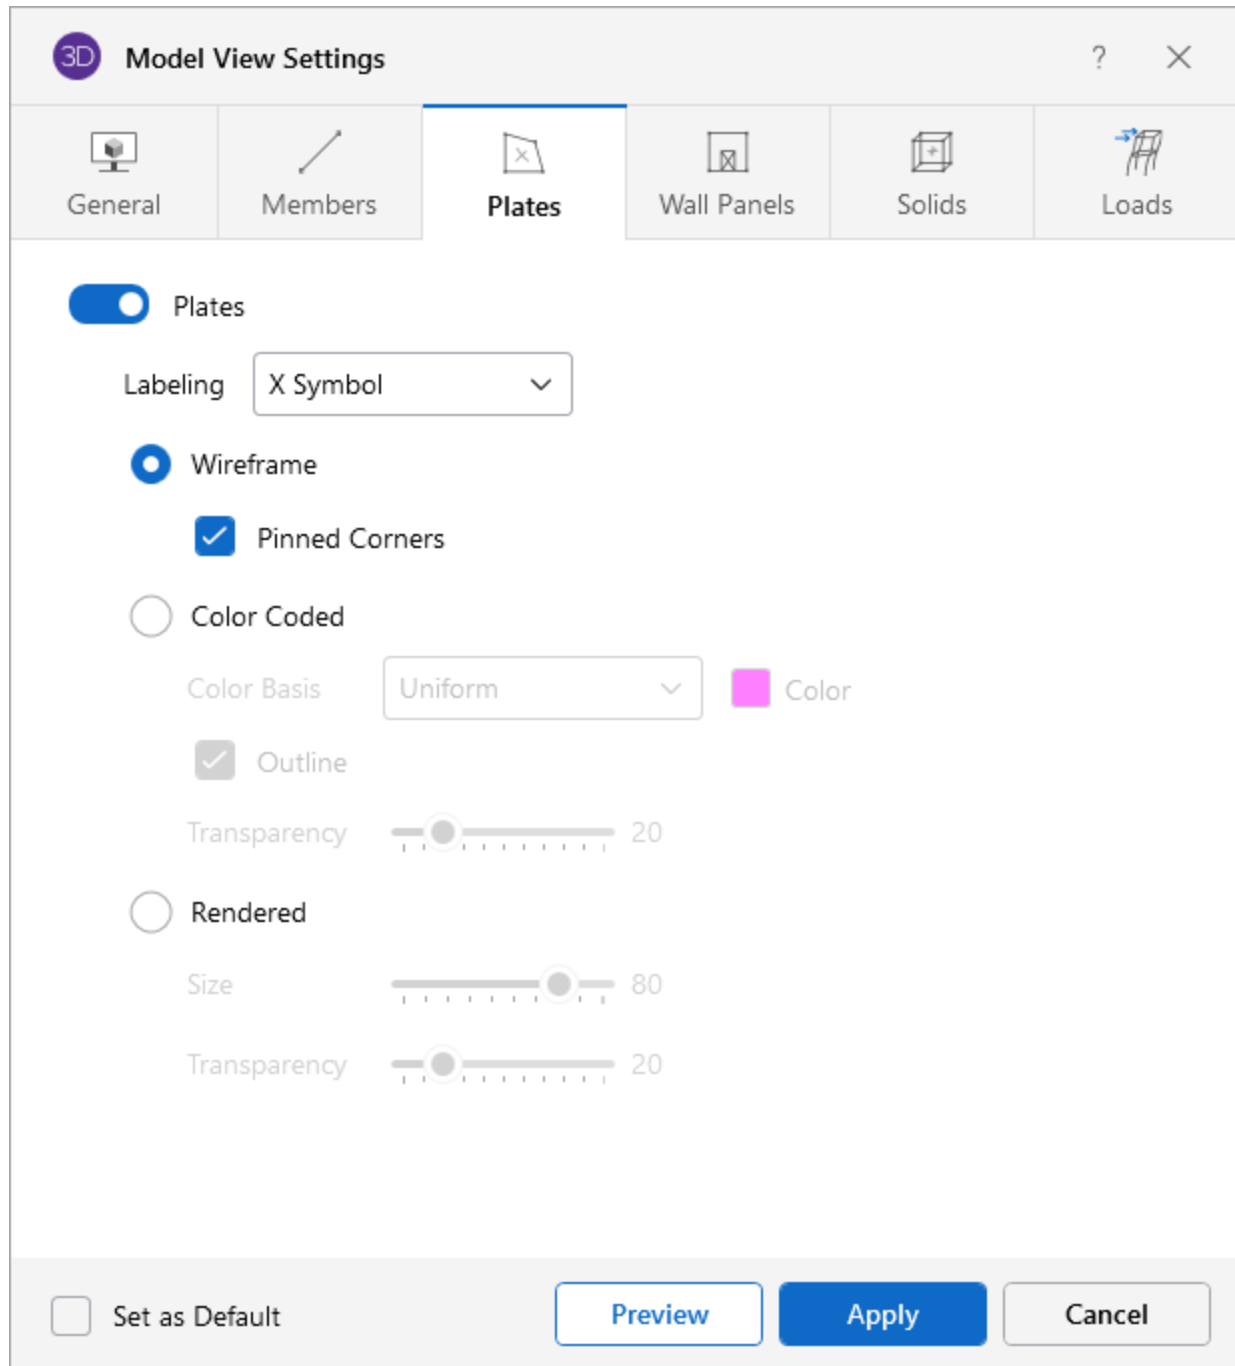 3D Model View Settings ?
General Members Plates Wall Panels Solids Loads
Plates
Labeling X Symbol
Wireframe
Pinned Corners
Color Coded
Color Basis Uniform Color
Outline
Transparency 20
Rendered
Size 80
Transparency 20
Set as Default Preview Apply Cancel